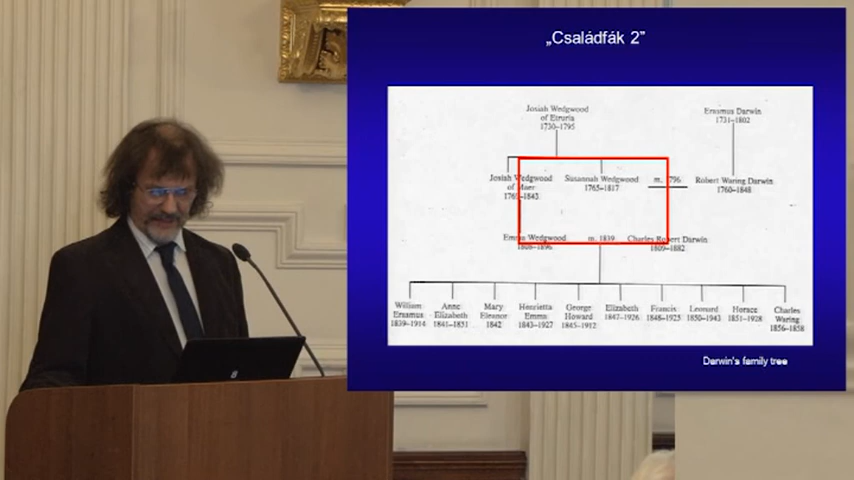 „Családfák 2”
Josiah Wedgwood
of Etruria
1730–1795
Erasmus Darwin
1731–1802
Josiah Wedgwood
of Maer
1769–1843
Susannah Wedgwood
1765–1817
m. 1796
Robert Waring Darwin
1760–1848
Emma Wedgwood
1808–1896
m. 1839
Charles Robert Darwin
1809–1882
William
Erasmus
1839–1914
Anne
Elizabeth
1841–1851
Mary
Eleanor
1842
Henrietta
Emma
1843–1927
George
Howard
1845–1912
Elizabeth
1847–1926
Francis
1848–1925
Leonard
1850–1943
Horace
1851–1928
Charles
Waring
1856–1858
Darwin's family tree